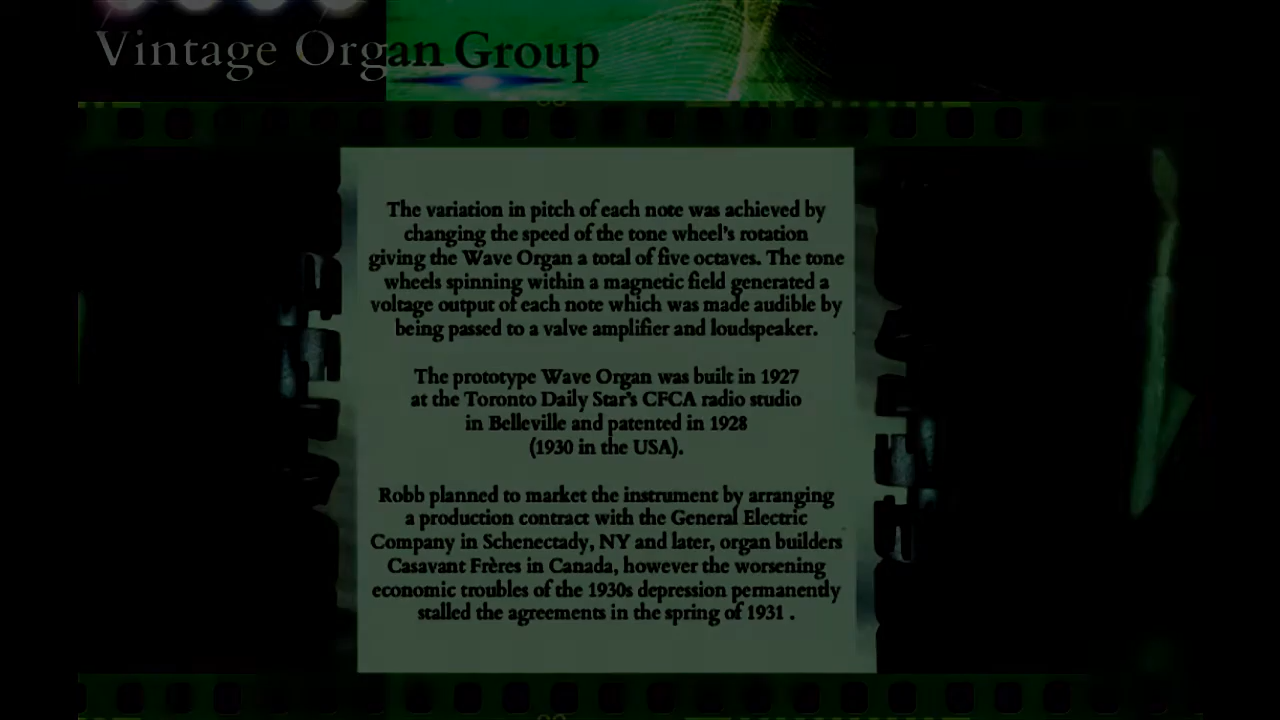 Vintage Organ Group
The variation in pitch of each note was achieved by
changing the speed of the tone wheel's rotation
giving the Wave Organ a total of five octaves. The tone
wheels spinning within a magnetic field generated a
voltage output of each note which was made audible by
being passed to a valve amplifier and loudspeaker.
The prototype Wave Organ was built in 1927
at the Toronto Daily Star's CFCA radio studio
in Belleville and patented in 1928
(1930 in the USA).
Robb planned to market the instrument by arranging
a production contract with the General Electric
Company in Schenectady, NY and later, organ builders
Casavant Frères in Canada, however the worsening
economic troubles of the 1930s depression permanently
stalled the agreements in the spring of 1931 .